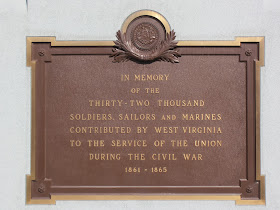 IN MEMORY
OF THE
THIRTY-TWO THOUSAND
SOLDIERS, SAILORS AND MARINES
CONTRIBUTED BY WEST VIRGINIA
TO THE SERVICE OF THE UNION
DURING THE CIVIL WAR
1861 - 1865